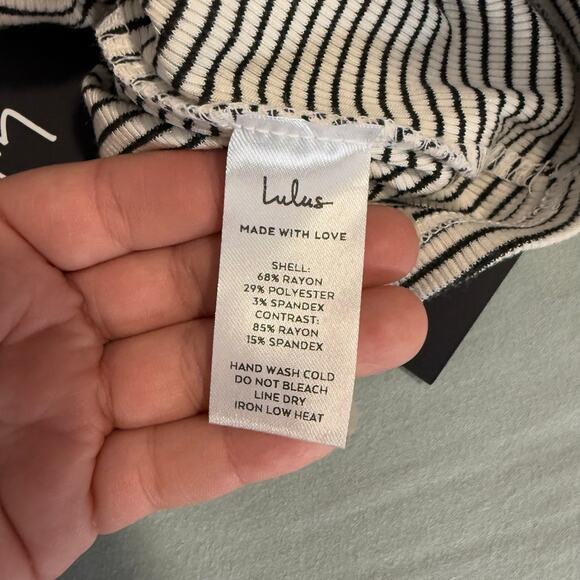 Lulus
MADE WITH LOVE
SHELL:
68% RAYON
29% POLYESTER
3% SPANDEX
CONTRAST:
85% RAYON
15% SPANDEX
HAND WASH COLD
DO NOT BLEACH
LINE DRY
IRON LOW HEAT